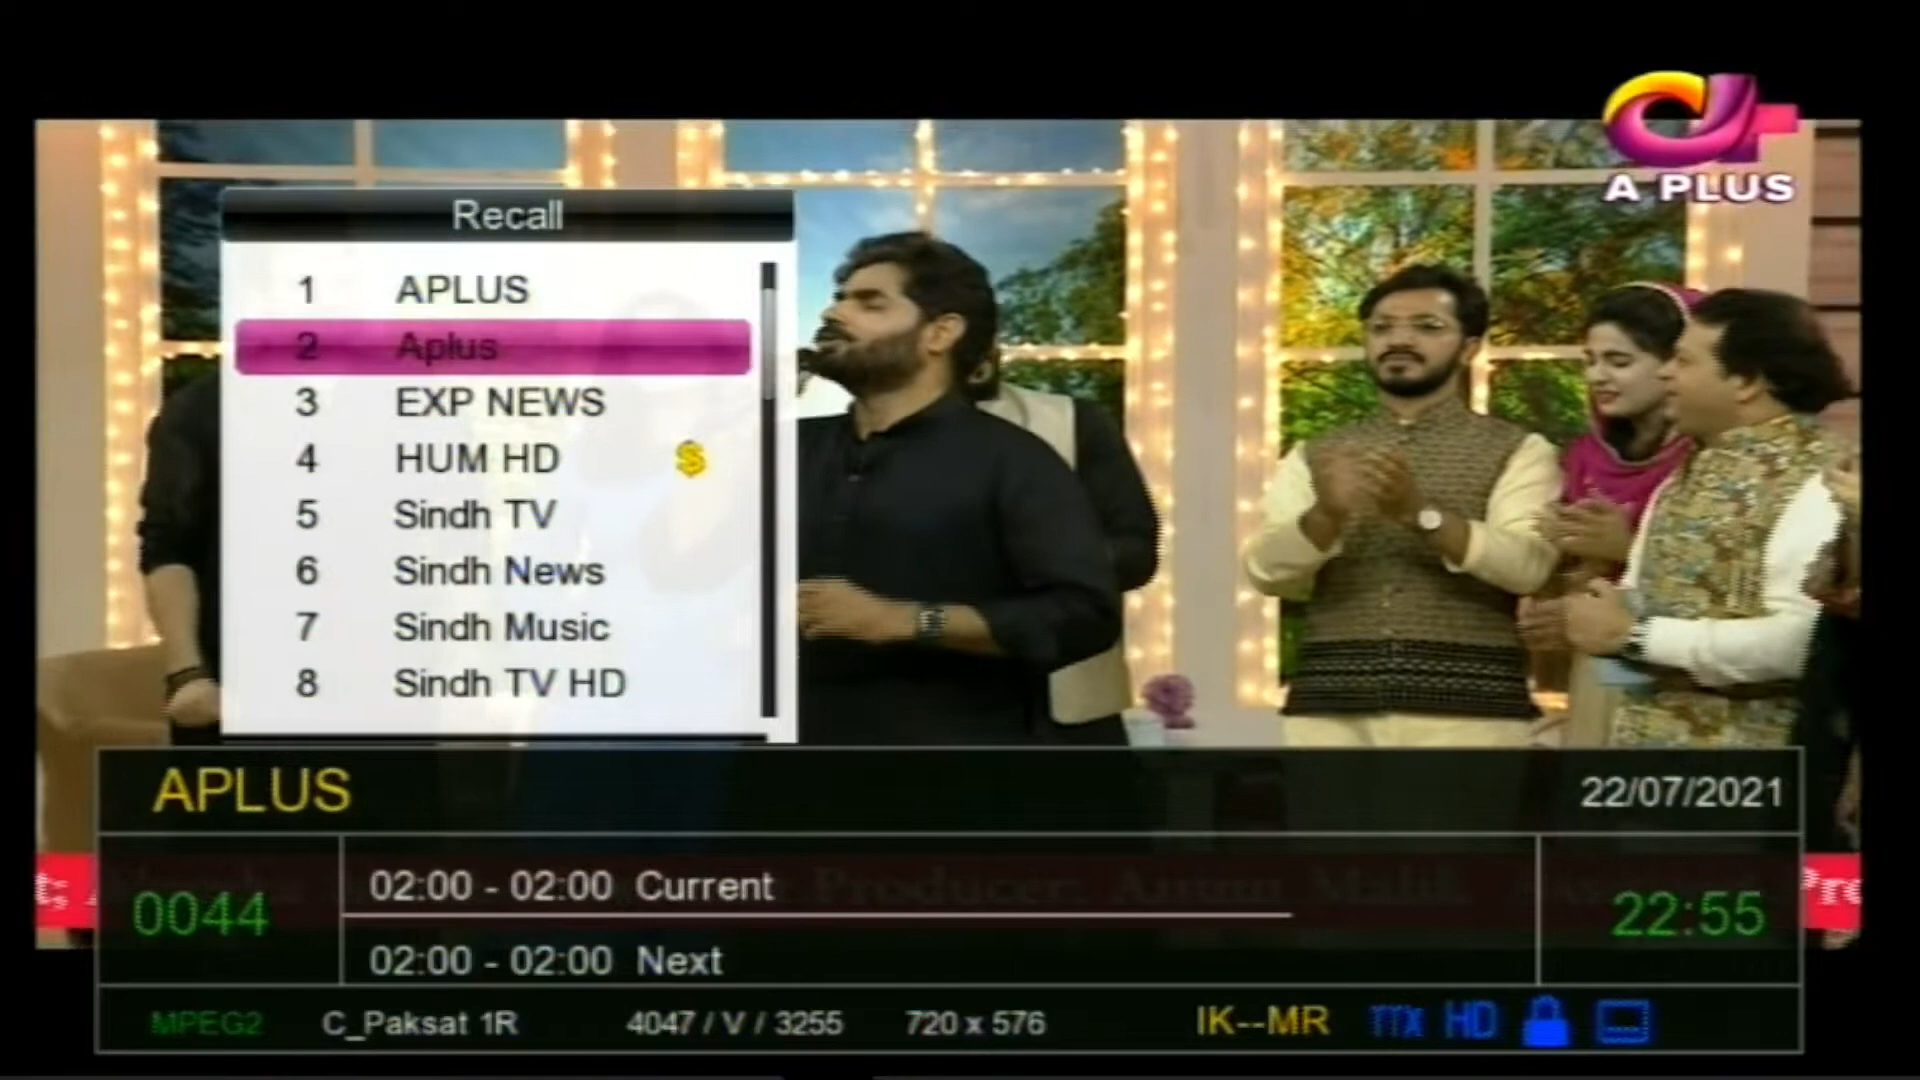 A PLUS
Recall
1 APLUS
2 Aplus
3 EXP NEWS
4 HUM HD $
5 Sindh TV
6 Sindh News
7 Sindh Music
8 Sindh TV HD
APLUS 22/07/2021
0044 02:00 - 02:00 Current 22:55
Producer:
02:00 - 02:00 Next
MPEG2 C_Paksat 1R 4047 / V / 3255 720 x 576 IK--MR TTX HD